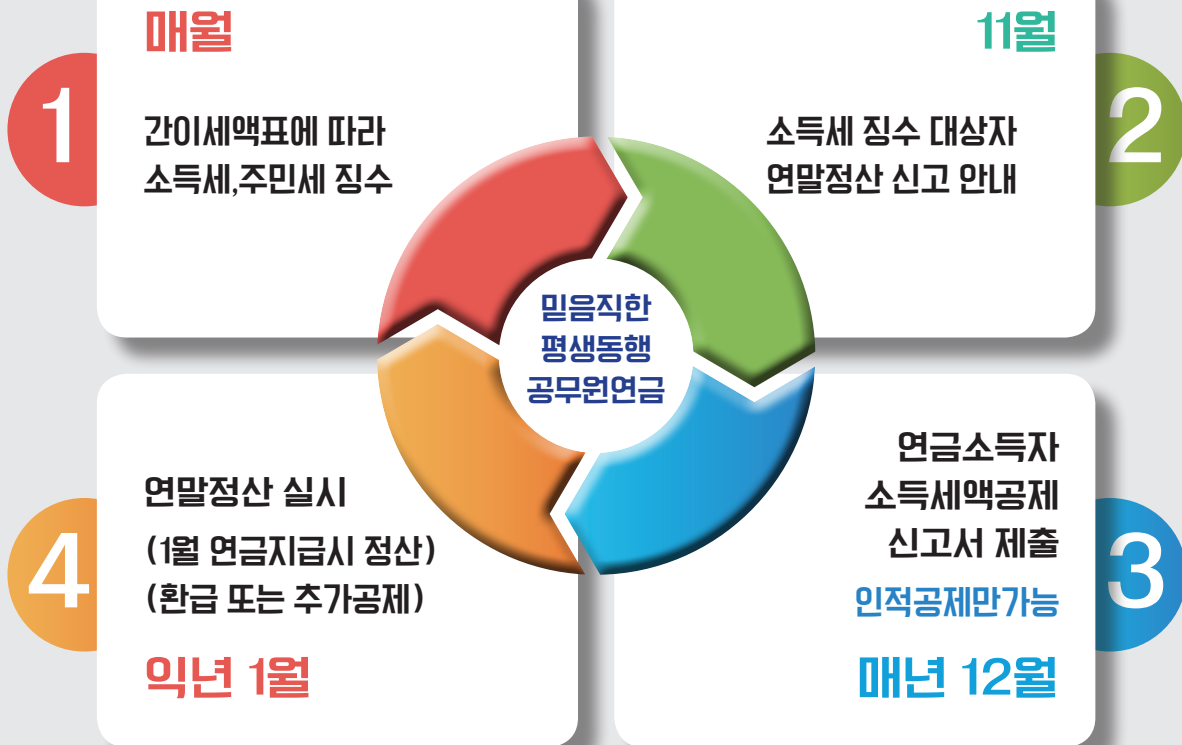 1
매월
간이세액표에 따라
소득세,주민세 징수
11월
2
소득세 징수 대상자
연말정산 신고 안내
믿음직한
평생동행
공무원연금
연금소득자
소득세액공제
신고서 제출
인적공제만가능
매년 12월
3
4
연말정산 실시
(1월 연금지급시 정산)
(환급 또는 추가공제)
익년 1월